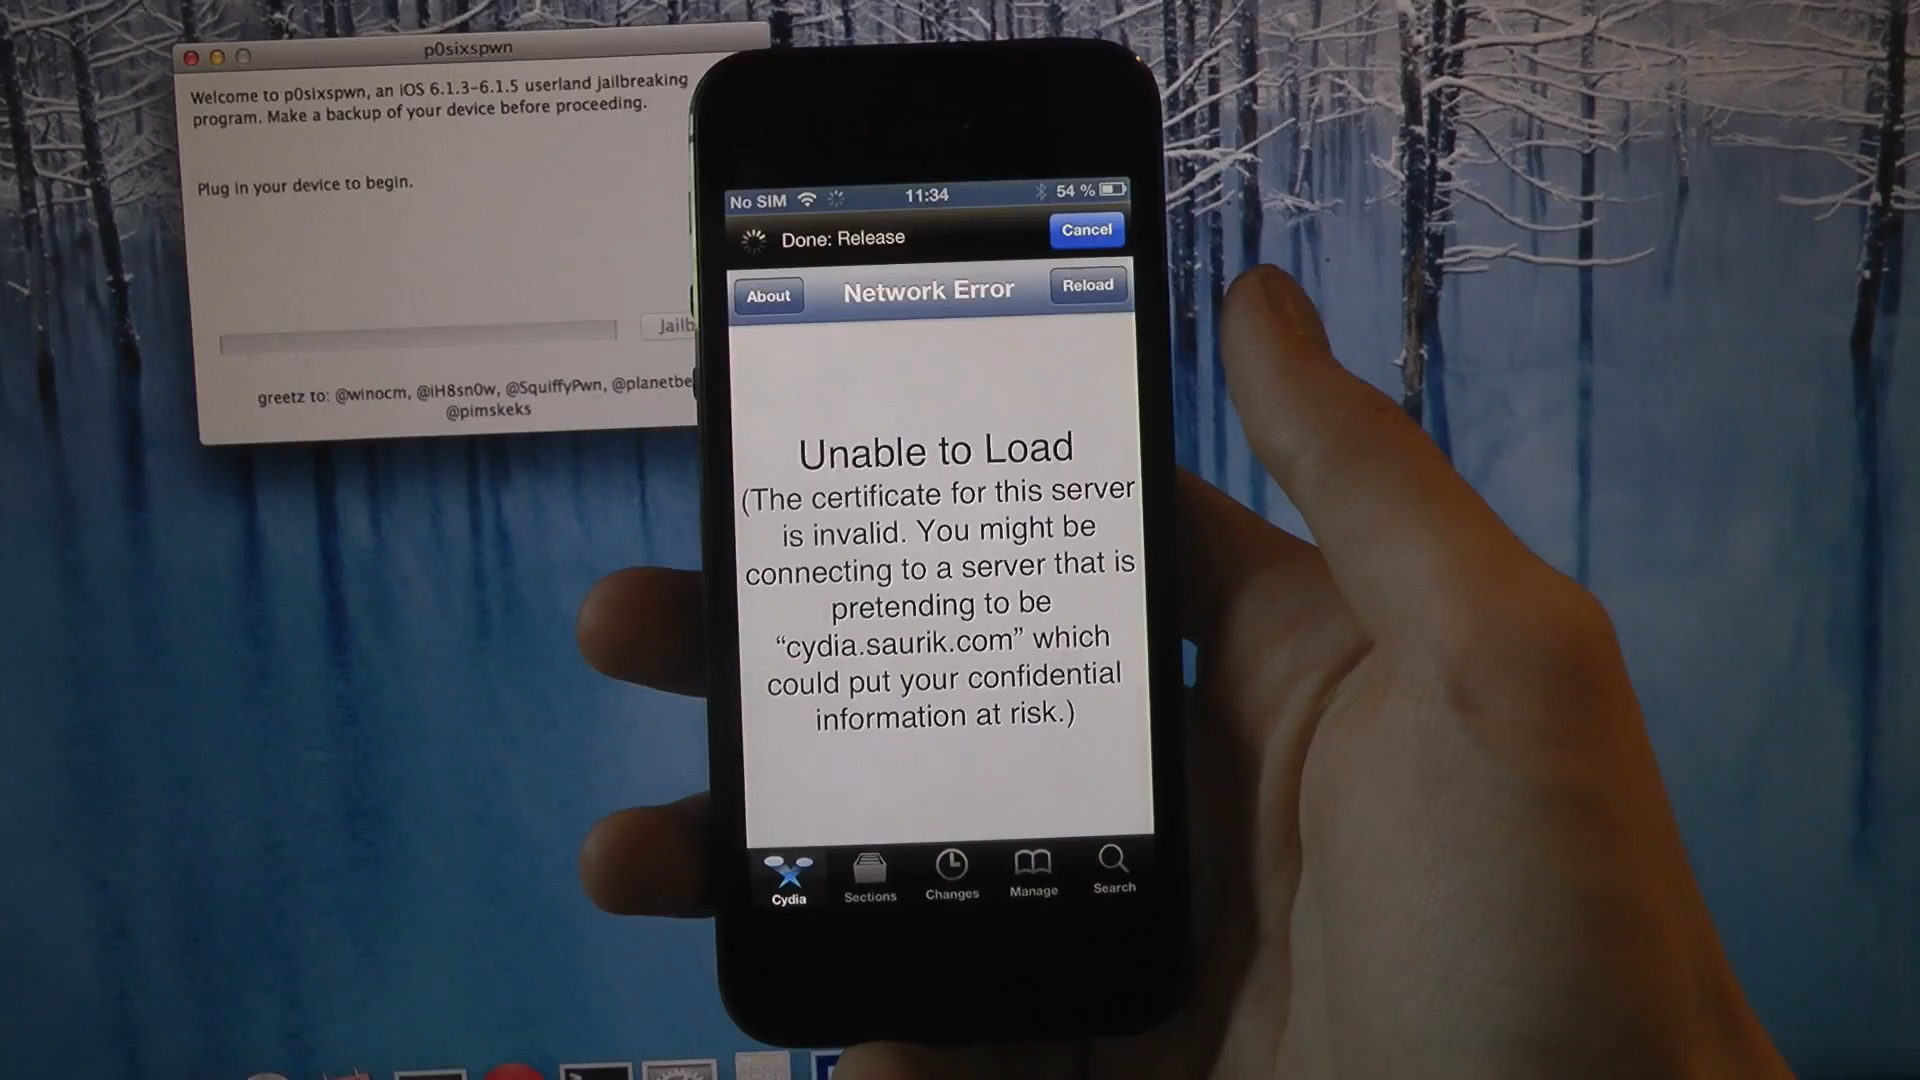 p0sixspwn
Welcome to p0sixspwn, an iOS 6.1.3-6.1.5 userland jailbreaking
program. Make a backup of your device before proceeding.
Plug in your device to begin.
Jailb
greetz to: @winocm, @iH8sn0w, @SquiffyPwn, @planetbe
@pimskeks
No SIM 11:34 54 %
Done: Release Cancel
About Network Error Reload
Unable to Load
(The certificate for this server
is invalid. You might be
connecting to a server that is
pretending to be
“cydia.saurik.com” which
could put your confidential
information at risk.)
Cydia Sections Changes Manage Search